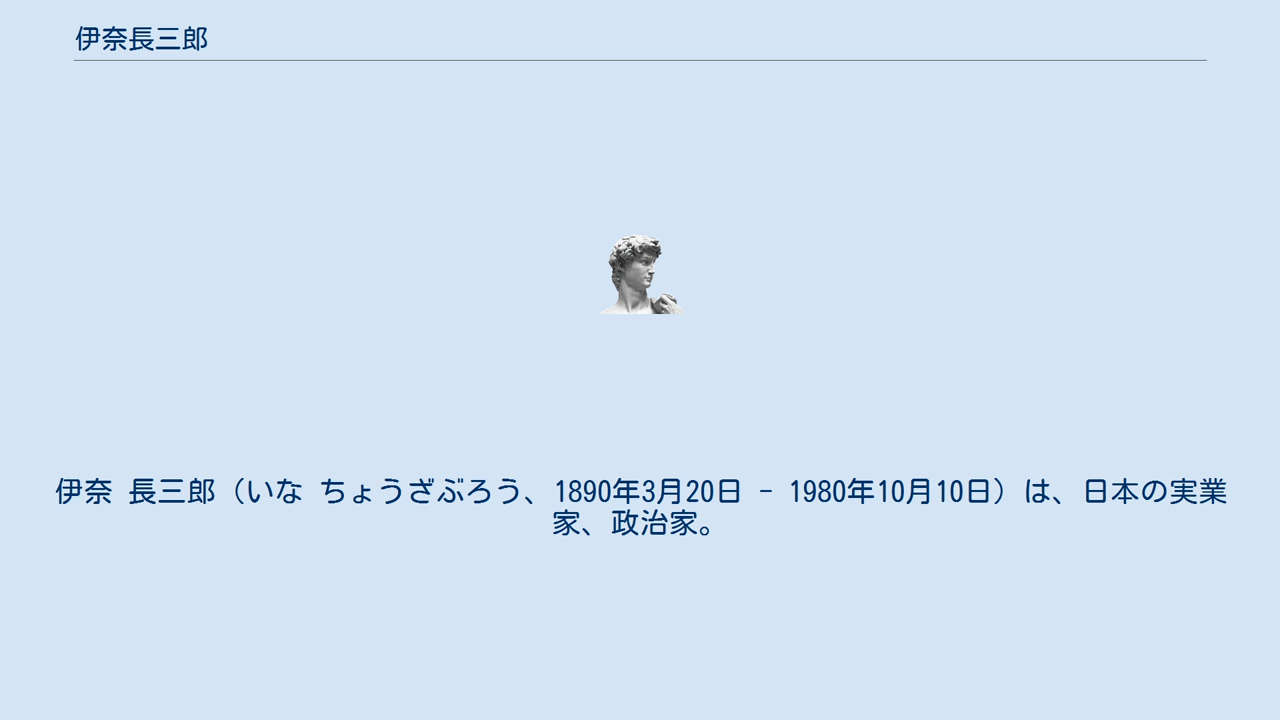 伊奈長三郎
伊奈 長三郎（いな ちょうざぶろう、1890年3月20日 - 1980年10月10日）は、日本の実業
家、政治家。